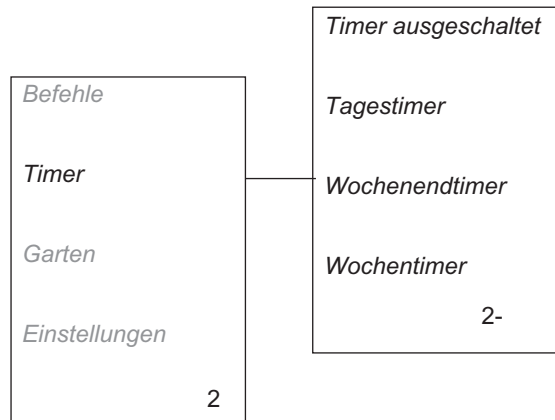 Befehle
Timer
Garten
Einstellungen
2
Timer ausgeschaltet
Tagestimer
Wochenendtimer
Wochentimer
2-